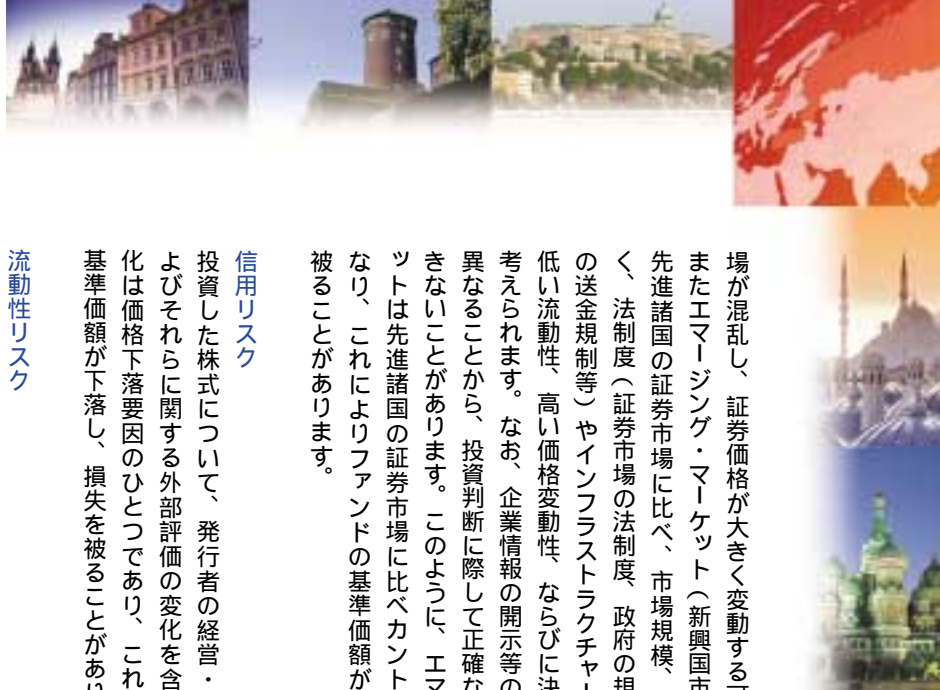 場が混乱し、証券価格が大きく変動する
またエマージング・マーケット（新興国市
先進諸国の証券市場に比べ、市場規模、
く、法制度（証券市場の法制度、政府の規
の送金規制等）やインフラストラクチャー
低い流動性、高い価格変動性、ならびに決
考えられます。なお、企業情報の開示等の
異なることから、投資判断に際して正確な
きないことがあります。このように、エマ
ットは先進諸国の証券市場に比べカント
なり、これによりファンドの基準価額が
被ることがあります。
信用リスク
投資した株式について、発行者の経営・
よびそれらに関する外部評価の変化を含
化は価格下落要因のひとつであり、これ
基準価額が下落し、損失を被ることがあり
流動性リスク